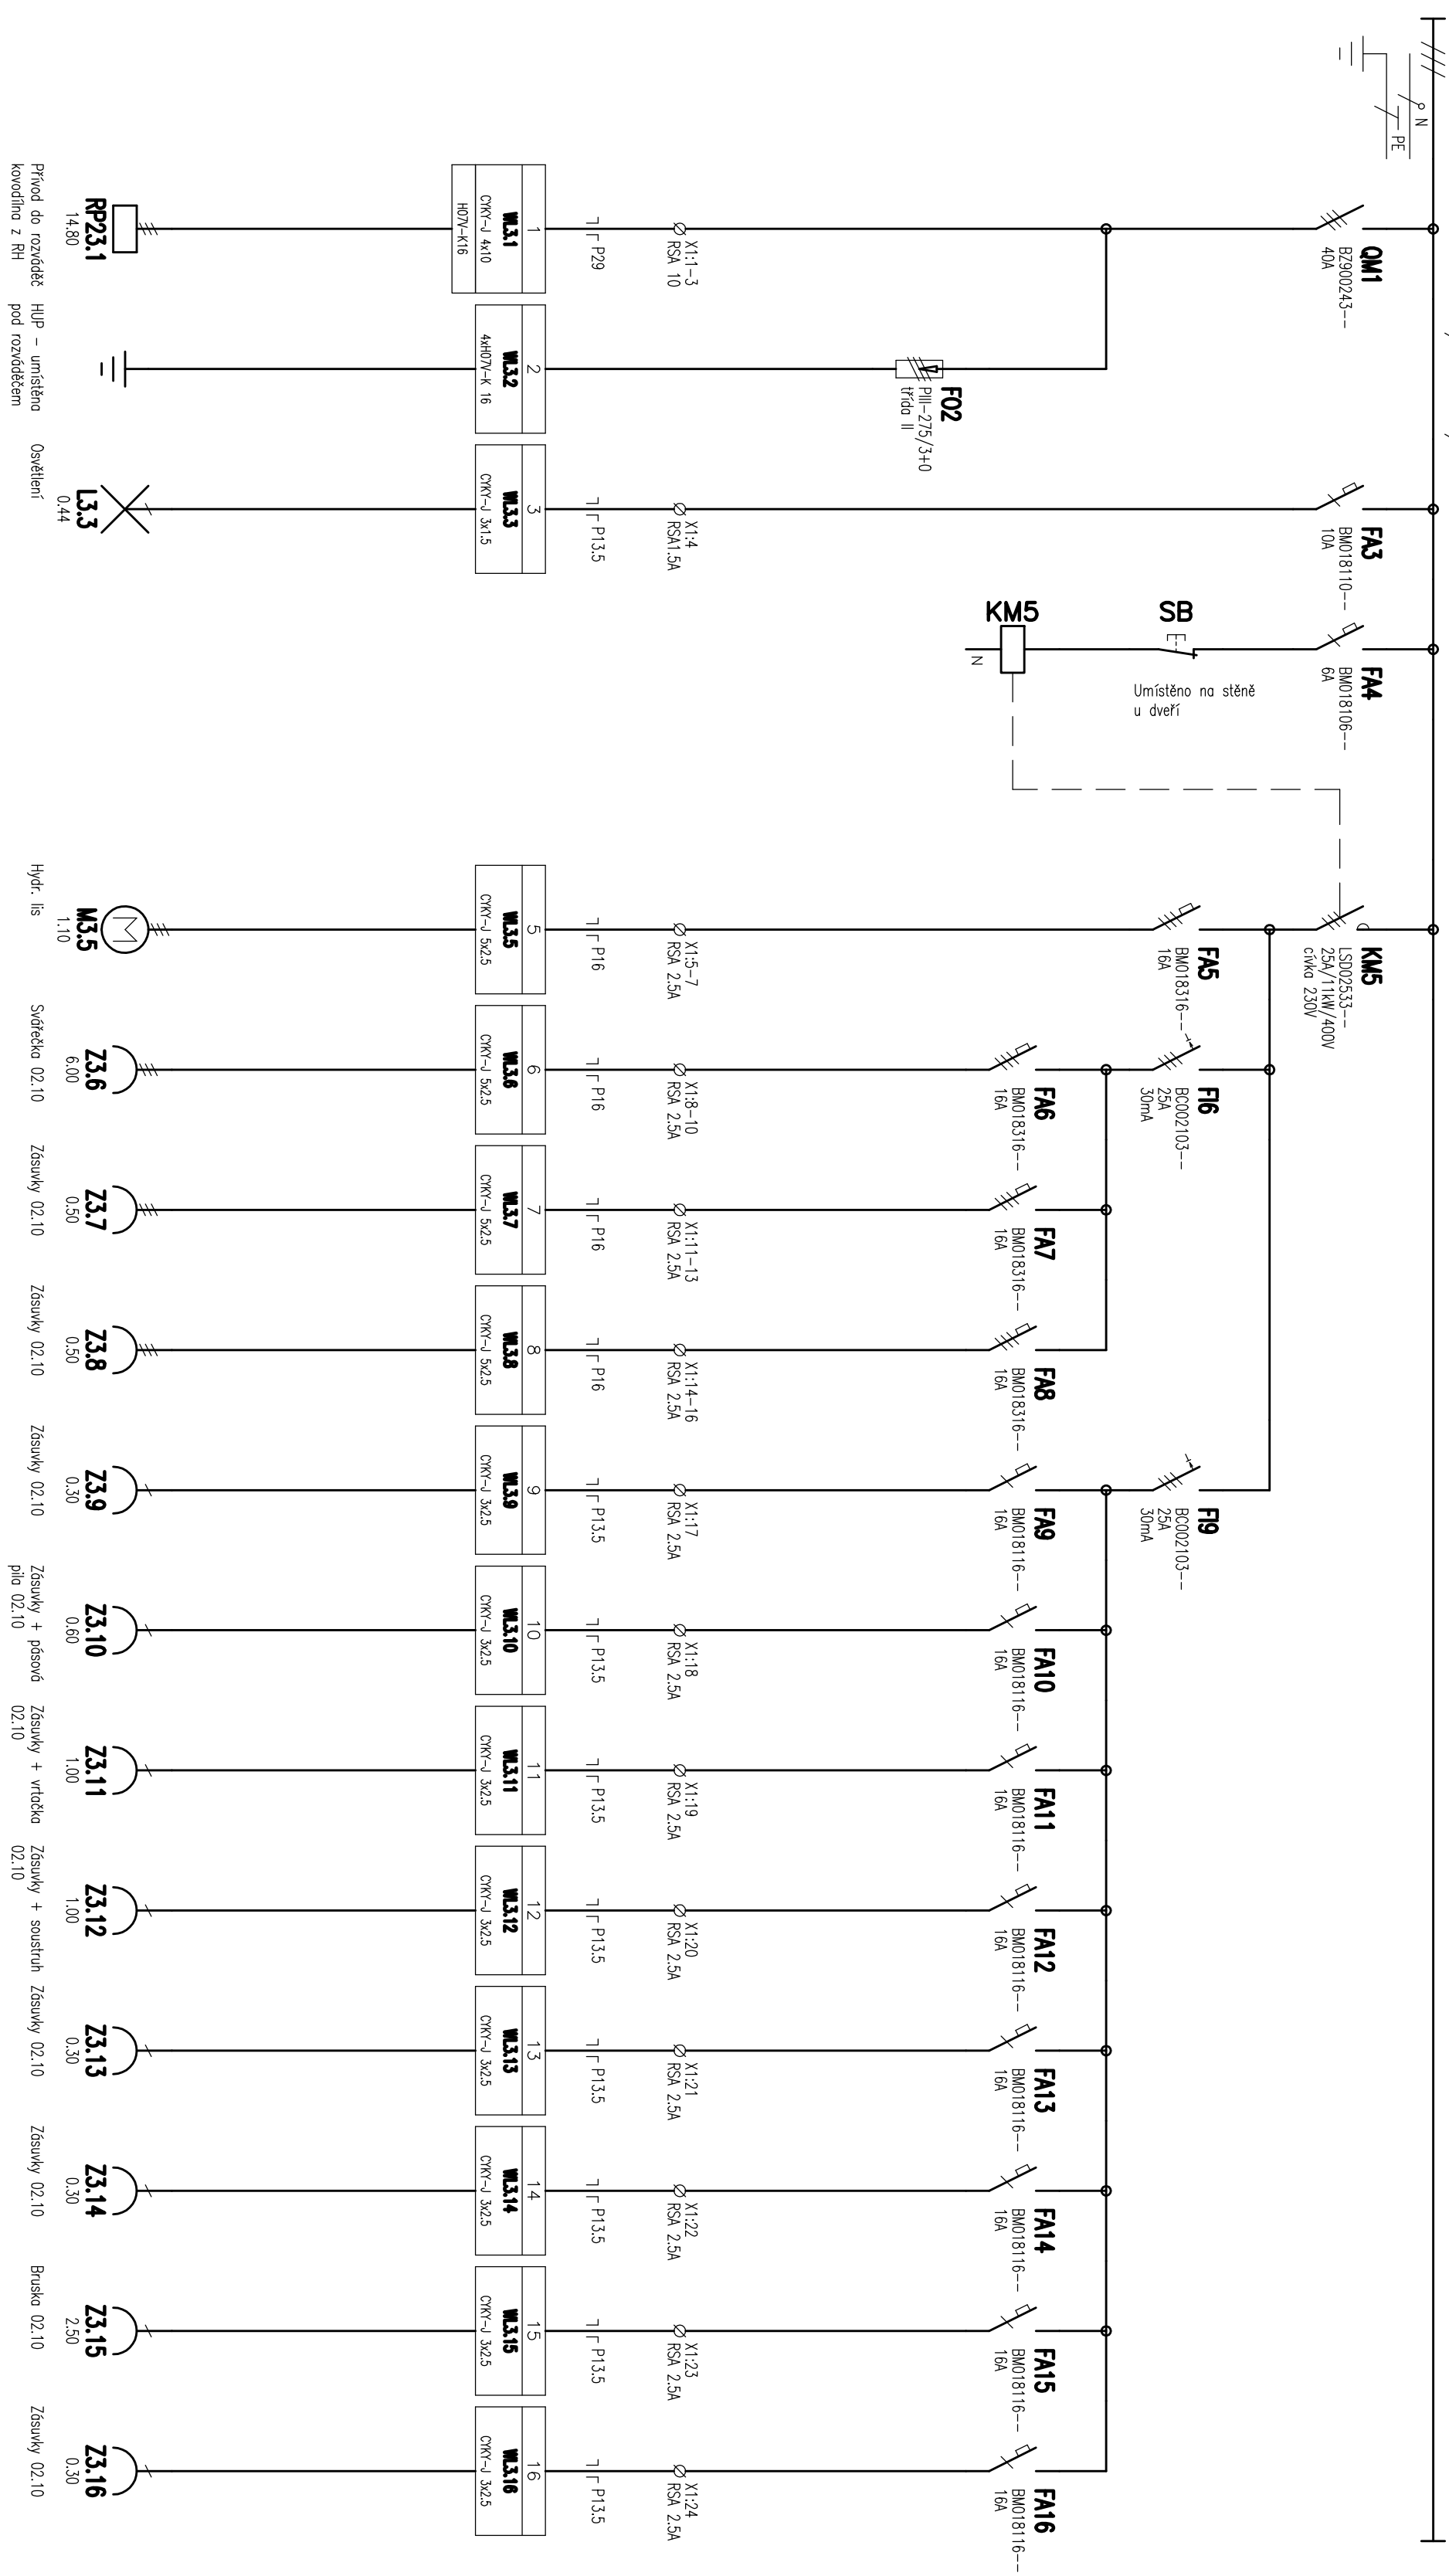 N
PE
QM1
BZ900243--
40A
X1:1-3
RSA 10
P29
1
WL3.1
CYKY-J 4x10
H07V-K16
RP23.1
14.80
Přívod do rozváděč
kovodílna z RH
FO2
PIII-275/3+0
třída II
2
WL3.2
4xH07V-K 16
HUP - umístěna
pod rozváděčem
FA3
BM018110--
10A
X1:4
RSA1.5A
P13.5
3
WL3.3
CYKY-J 3x1.5
L3.3
0.44
Osvětlení
FA4
BM018106--
6A
SB
Umístěno na stěně
u dveří
KM5
N
KM5
LSD02533--
25A/11kW/400V
cívka 230V
FA5
BM018316--
16A
X1:5-7
RSA 2.5A
P16
5
WL3.5
CYKY-J 5x2.5
M
M3.5
1.10
Hydr. lis
FI6
BC002103--
25A
30mA
FA6
BM018316--
16A
X1:8-10
RSA 2.5A
P16
6
WL3.6
CYKY-J 5x2.5
Z3.6
6.00
Svářečka 02.10
FA7
BM018316--
16A
X1:11-13
RSA 2.5A
P16
7
WL3.7
CYKY-J 5x2.5
Z3.7
0.50
Zásuvky 02.10
FA8
BM018316--
16A
X1:14-16
RSA 2.5A
P16
8
WL3.8
CYKY-J 5x2.5
Z3.8
0.50
Zásuvky 02.10
FI9
BC002103--
25A
30mA
FA9
BM018116--
16A
X1:17
RSA 2.5A
P13.5
9
WL3.9
CYKY-J 3x2.5
Z3.9
0.30
Zásuvky 02.10
FA10
BM018116--
16A
X1:18
RSA 2.5A
P13.5
10
WL3.10
CYKY-J 3x2.5
Z3.10
0.60
Zásuvky + pásová
pila 02.10
FA11
BM018116--
16A
X1:19
RSA 2.5A
P13.5
11
WL3.11
CYKY-J 3x2.5
Z3.11
1.00
Zásuvky + vrtačka
02.10
FA12
BM018116--
16A
X1:20
RSA 2.5A
P13.5
12
WL3.12
CYKY-J 3x2.5
Z3.12
1.00
Zásuvky + soustruh
02.10
FA13
BM018116--
16A
X1:21
RSA 2.5A
P13.5
13
WL3.13
CYKY-J 3x2.5
Z3.13
0.30
Zásuvky 02.10
FA14
BM018116--
16A
X1:22
RSA 2.5A
P13.5
14
WL3.14
CYKY-J 3x2.5
Z3.14
0.30
Zásuvky 02.10
FA15
BM018116--
16A
X1:23
RSA 2.5A
P13.5
15
WL3.15
CYKY-J 3x2.5
Z3.15
2.50
Bruska 02.10
FA16
BM018116--
16A
X1:24
RSA 2.5A
P13.5
16
WL3.16
CYKY-J 3x2.5
Z3.16
0.30
Zásuvky 02.10